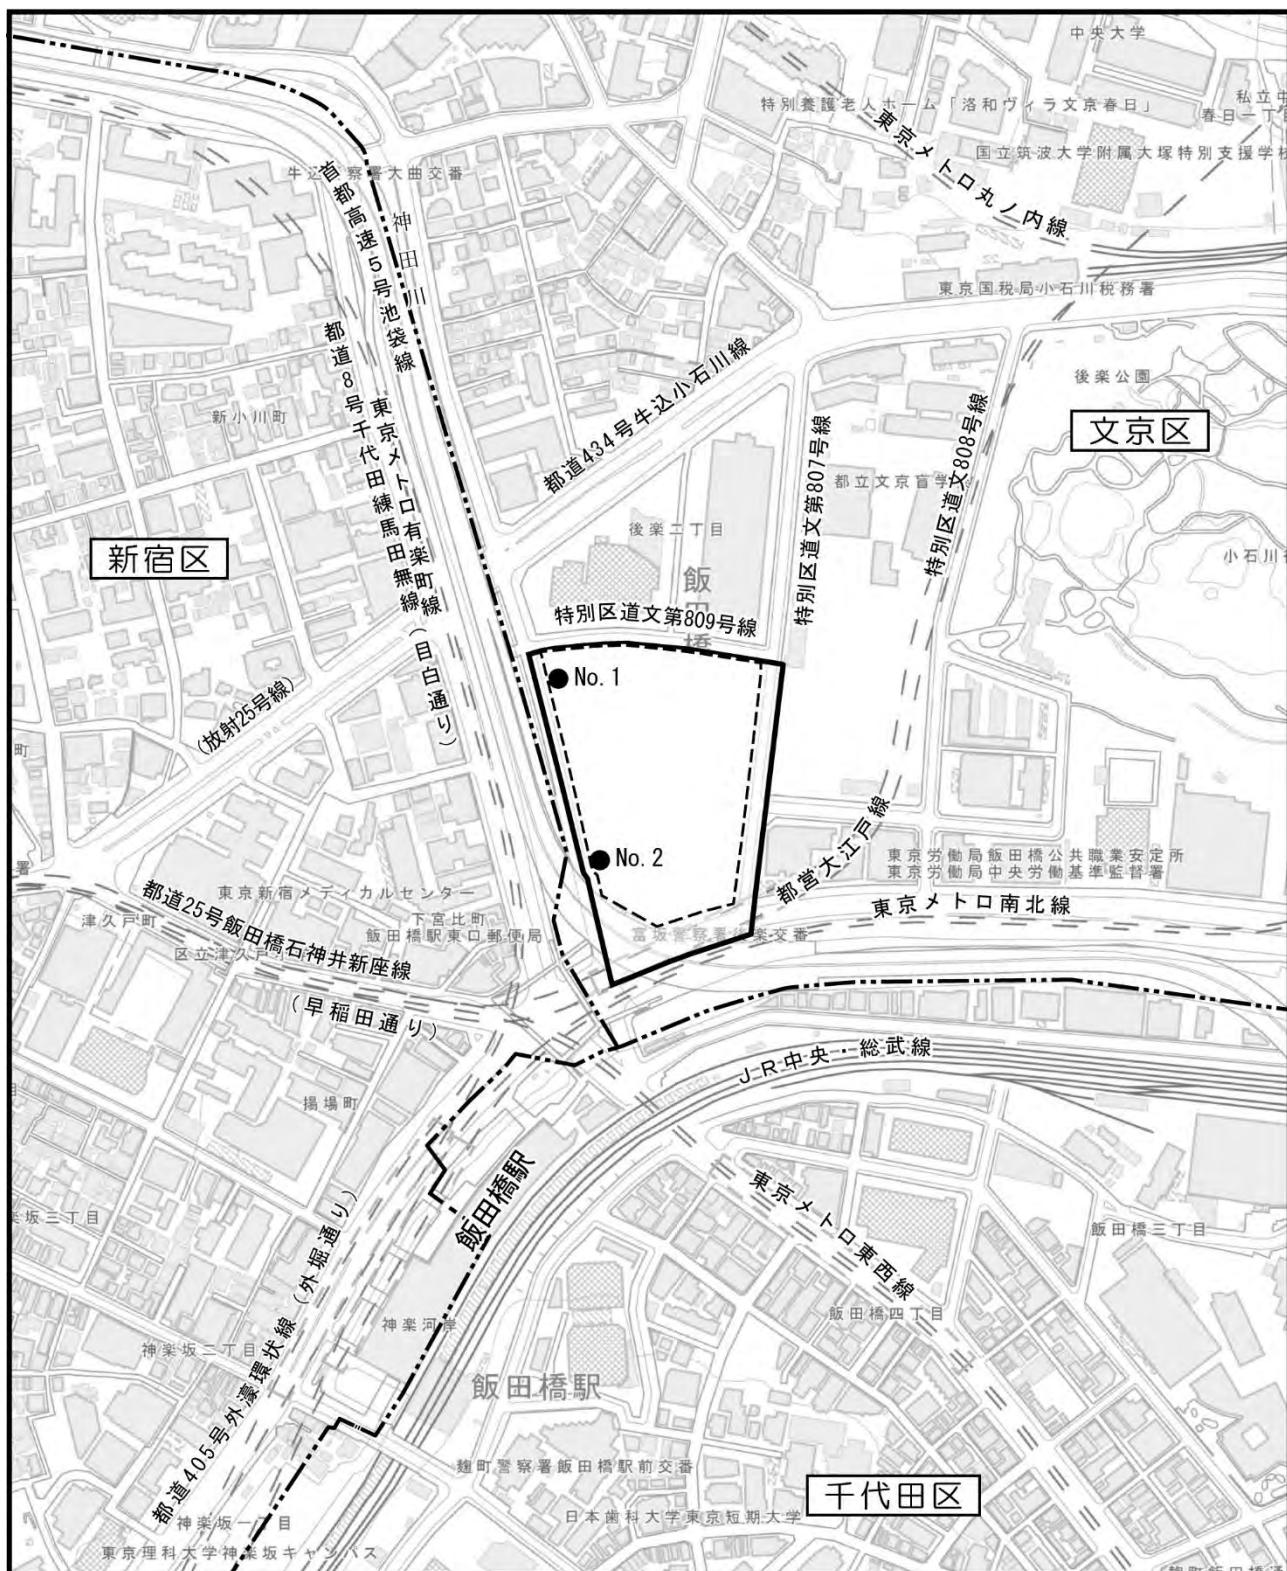 中央大学
特別養護老人ホーム「洛和ヴィラ文京春日」
私立中
春日一丁目
東京メトロ丸ノ内線
国立筑波大学附属大塚特別支援学校
牛込警察署大曲交番
首都高速5号池袋線
神田川
東京国税局小石川税務署
都道8号千代田練馬田無線(目白通り)
東京メトロ有楽町線
都道434号牛込小石川線
後楽公園
文京区
新小川町
特別区道文第807号線
特別区道文808号線
都立文京盲学
後楽二丁目
新宿区
飯田橋
小石川
特別区道文第809号線
No. 1
(放射25号線)
町
No. 2
都営大江戸線
東京労働局飯田橋公共職業安定所
東京労働局中央労働基準監督署
署
東京新宿メディカルセンター
都道25号飯田橋石神井新座線
津久戸町
下宮比町
飯田橋駅東口郵便局
東京メトロ南北線
富坂警察署後楽交番
区立津久戸
(早稲田通り)
JR中央・総武線
揚場町
飯田橋駅
東京メトロ東西線
楽坂三丁目
飯田橋三丁目
都道405号外濠環状線(外堀通り)
飯田橋四丁目
神楽河岸
神楽坂二丁目
飯田橋駅
麹町警察署飯田橋駅前交番
千代田区
日本歯科大学東京短期大学
神楽坂一丁目
東京理科大学神楽坂キャンパス